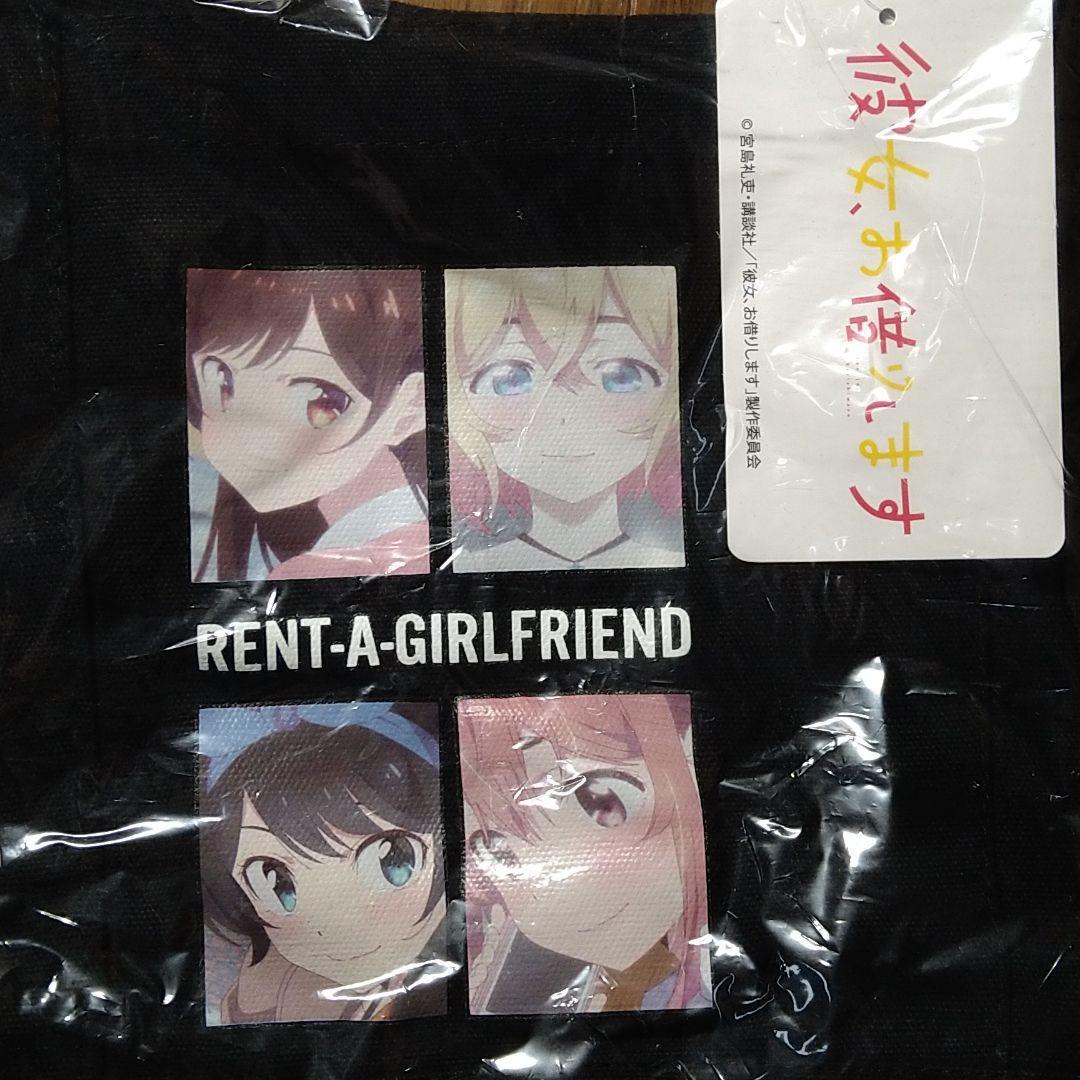 彼女、お借りします
©宮島礼吏・講談社／「彼女、お借りします」製作委員会
RENT-A-GIRLFRIEND